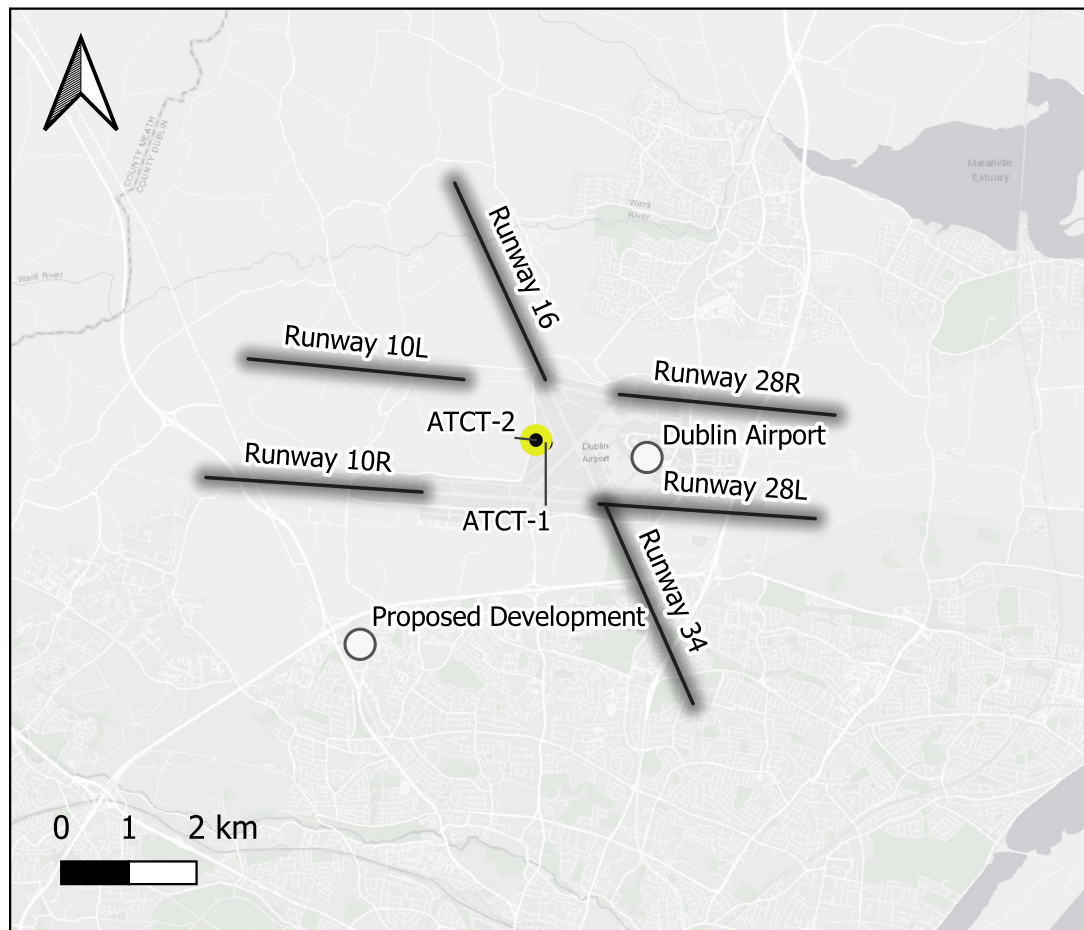 COUNTY MEATH
COUNTY DUBLIN
Malahide
Estuary
Ward
River
Runway 16
Ward River
Runway 10L
Runway 28R
ATCT-2
Dublin Airport
Dublin
Airport
Runway 10R
Runway 28L
ATCT-1
Runway 34
Proposed Development
0 1 2 km